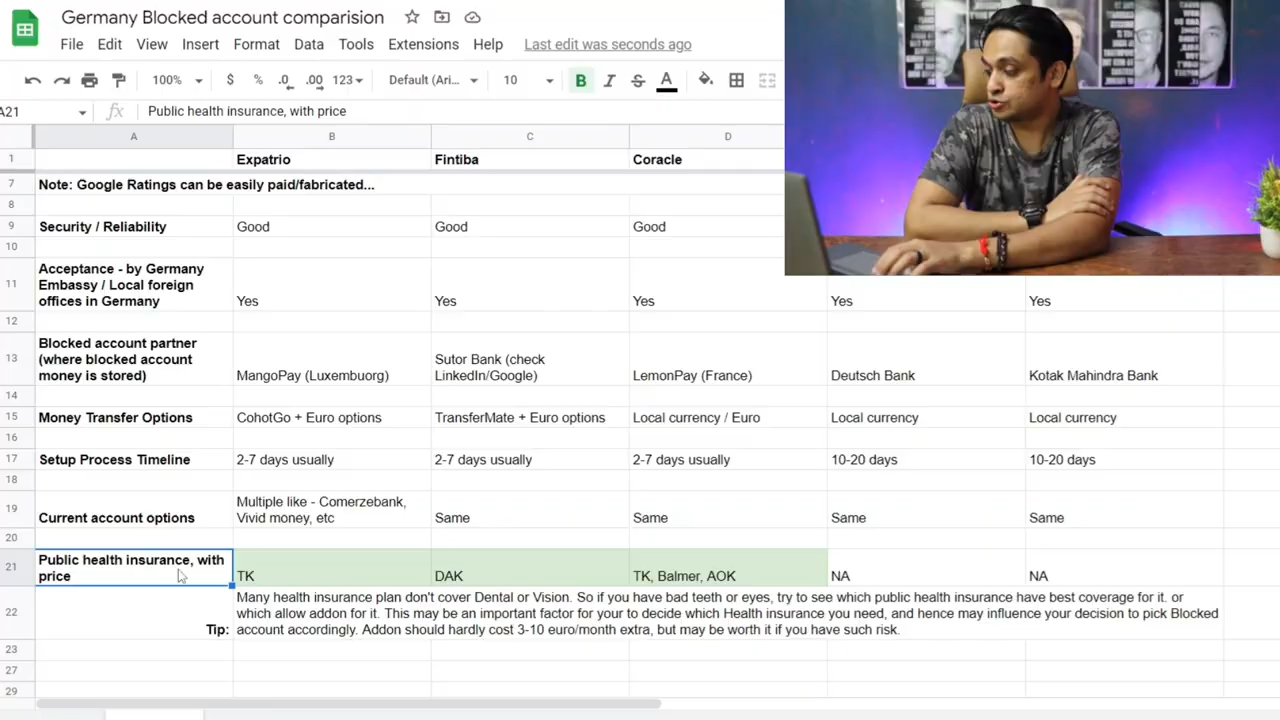 Germany Blocked account comparision
File Edit View Insert Format Data Tools Extensions Help Last edit was seconds ago
100% $ % .0 .00 123 Default (Ari... 10 B I S A
A21 fx Public health insurance, with price
A B C D
1 Expatrio Fintiba Coracle
7 Note: Google Ratings can be easily paid/fabricated...
8
9 Security / Reliability Good Good Good
10
Acceptance - by Germany
Embassy / Local foreign
11 offices in Germany Yes Yes Yes Yes Yes
12
Blocked account partner
(where blocked account
13 money is stored) MangoPay (Luxembuorg) Sutor Bank (check
LinkedIn/Google) LemonPay (France) Deutsch Bank Kotak Mahindra Bank
14
15 Money Transfer Options CohotGo + Euro options TransferMate + Euro options Local currency / Euro Local currency Local currency
16
17 Setup Process Timeline 2-7 days usually 2-7 days usually 2-7 days usually 10-20 days 10-20 days
18
19 Current account options Multiple like - Comerzebank,
Vivid money, etc Same Same Same Same
20
21 Public health insurance, with
price TK DAK TK, Balmer, AOK NA NA
22 Tip: Many health insurance plan don't cover Dental or Vision. So if you have bad teeth or eyes, try to see which public health insurance have best coverage for it. or
which allow addon for it. This may be an important factor for your to decide which Health insurance you need, and hence may influence your decision to pick Blocked
account accordingly. Addon should hardly cost 3-10 euro/month extra, but may be worth it if you have such risk.
23
27
29